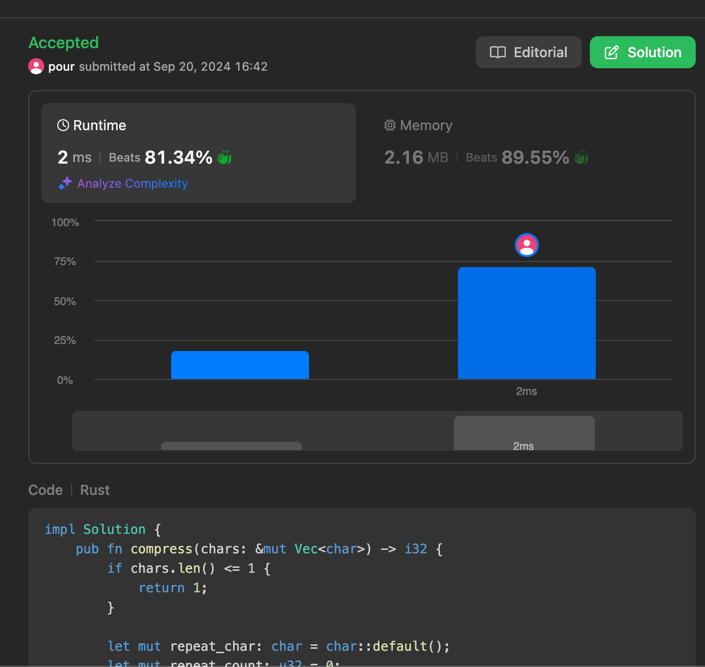 Accepted
pour submitted at Sep 20, 2024 16:42
Editorial
Solution
Runtime
2 ms | Beats 81.34%
Analyze Complexity
Memory
2.16 MB | Beats 89.55%
100%
75%
50%
25%
0%
2ms
2ms
Code | Rust
impl Solution {
    pub fn compress(chars: &mut Vec<char>) -> i32 {
        if chars.len() <= 1 {
            return 1;
        }
        let mut repeat_char: char = char::default();
        let mut repeat_count: u32 = 0;